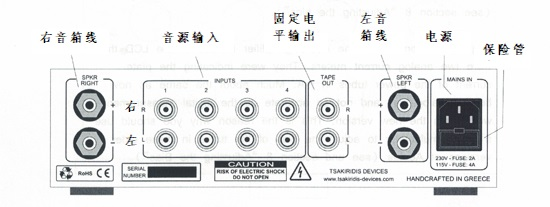 固定电
平输出
右音箱线
音源输入
左音
箱线
电源
保险管
SPKR
RIGHT
INPUTS
TAPE
OUT
SPKR
LEFT
MAINS IN
1 2 3 4
+ R 右 R +
- L 左 L -
RoHS CE
SERIAL
NUMBER
CAUTION
RISK OF ELECTRIC SHOCK
DO NOT OPEN
TSAKIRIDIS DEVICES
www.tsakiridis-devices.com
230V - FUSE: 2A
115V - FUSE: 4A
HANDCRAFTED IN GREECE